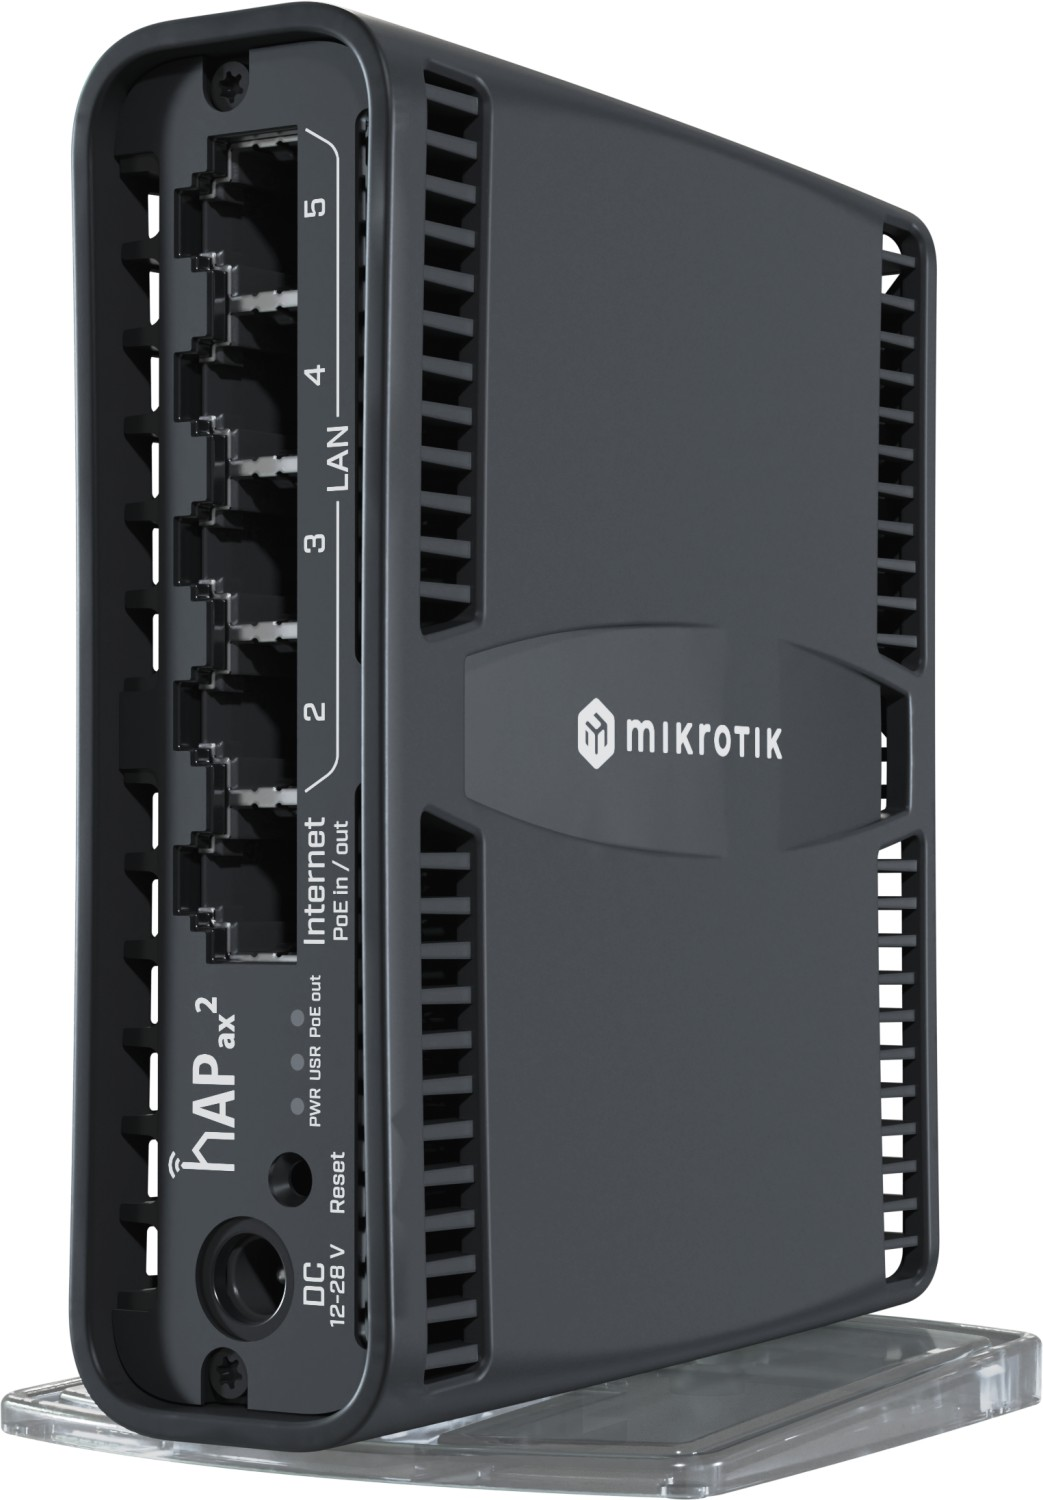 5
4
3
2
LAN
Internet
PoE in / out
hAP ax²
PWR USR PoE out
Reset
DC
12-28 V
mikrotik